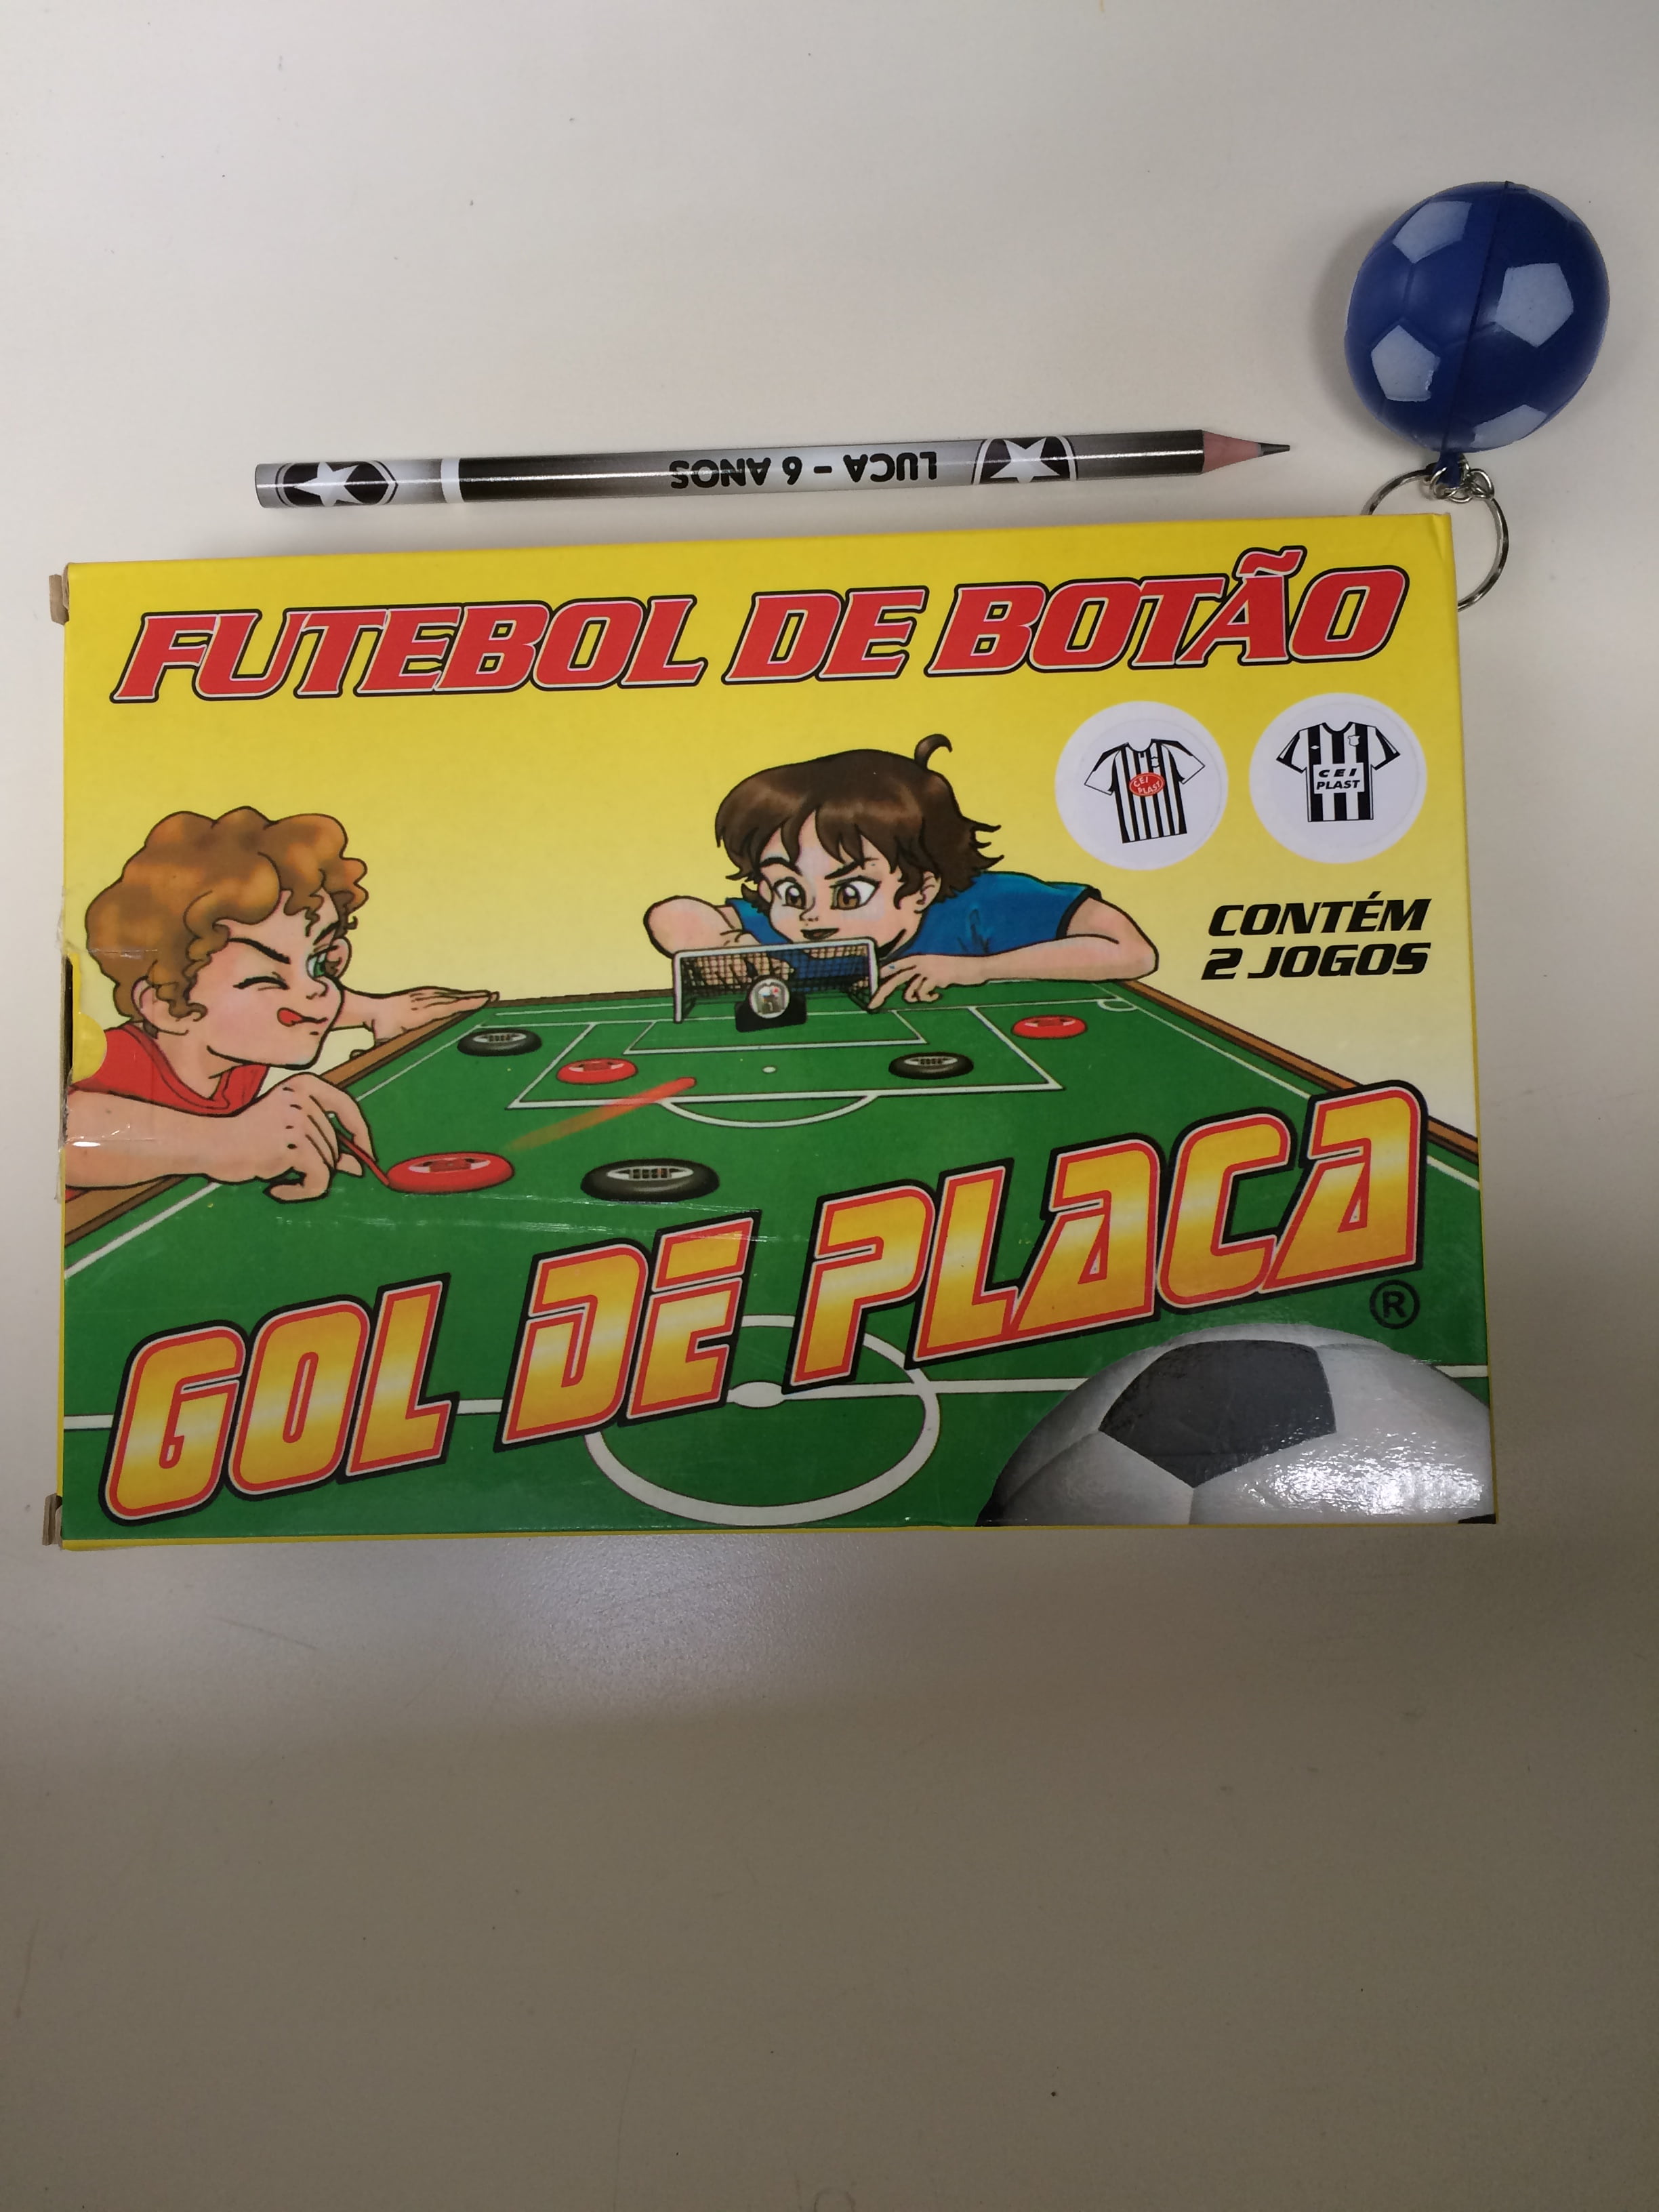 LUCA - 6 ANOS
FUTEBOL DE BOTÃO
CEI
PLAST
CEI
PLAST
CONTÉM
2 JOGOS
GOL DE PLACA
®